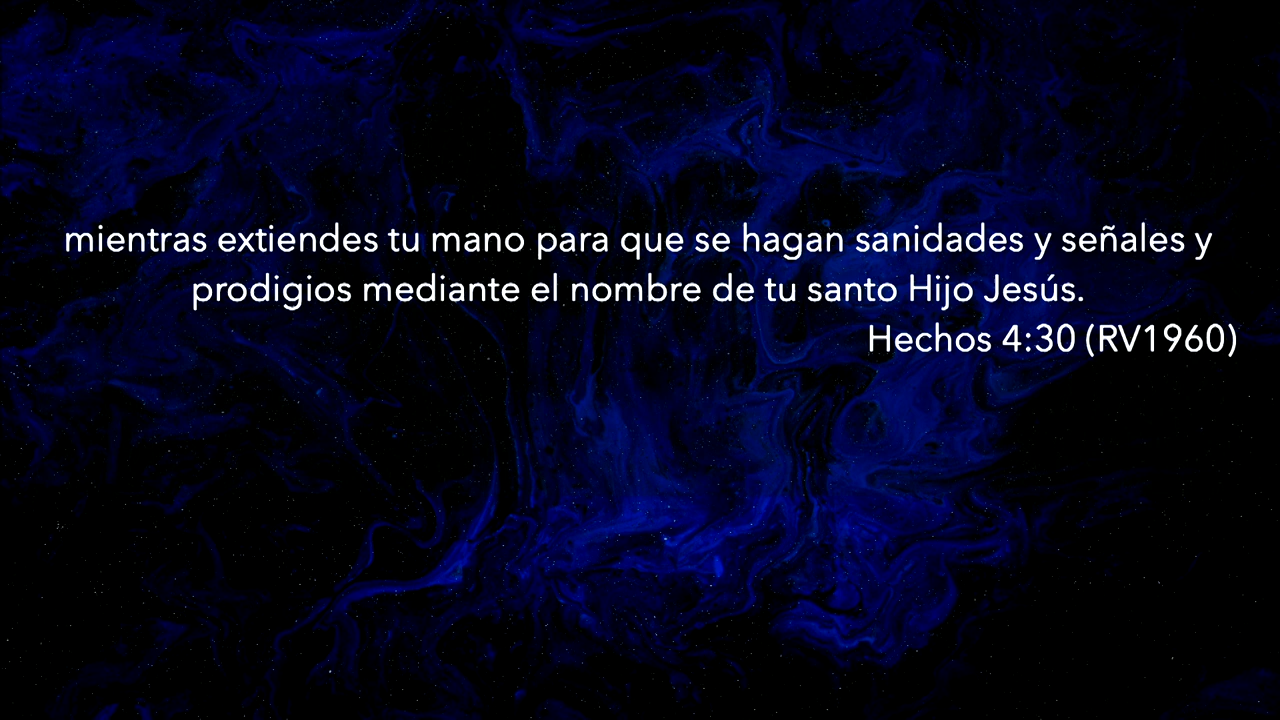 mientras extiendes tu mano para que se hagan sanidades y señales y
prodigios mediante el nombre de tu santo Hijo Jesús.
Hechos 4:30 (RV1960)